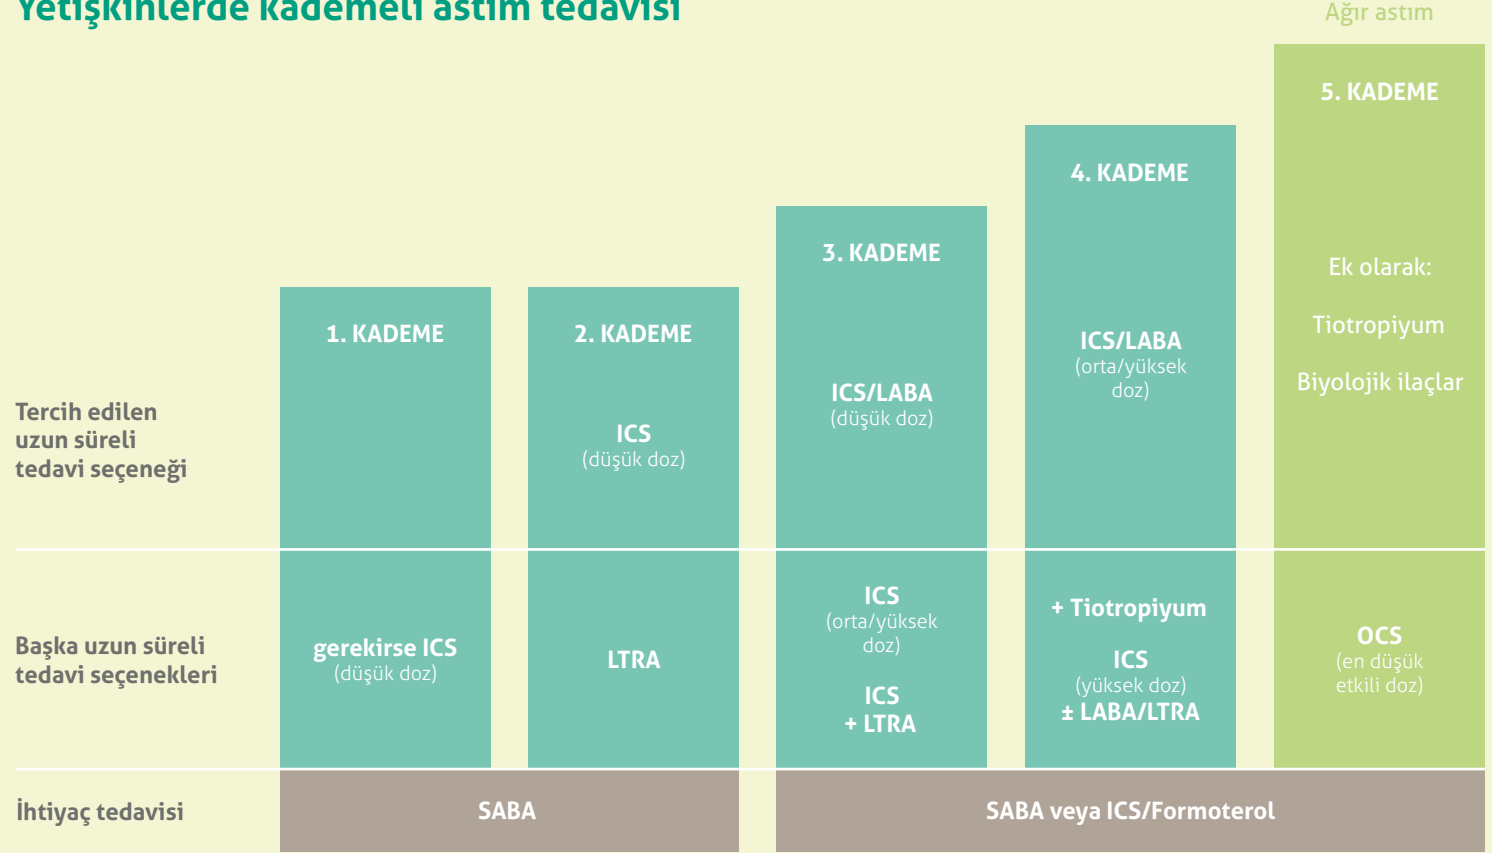 Yetişkinlerde kademeli astım tedavisi
Ağır astım
1. KADEME
2. KADEME
3. KADEME
4. KADEME
5. KADEME
Tercih edilen
uzun süreli
tedavi seçeneği
ICS
(düşük doz)
ICS/LABA
(düşük doz)
ICS/LABA
(orta/yüksek
doz)
Ek olarak:
Tiotropiyum
Biyolojik ilaçlar
Başka uzun süreli
tedavi seçenekleri
gerekirse ICS
(düşük doz)
LTRA
ICS
(orta/yüksek
doz)
ICS
+ LTRA
+ Tiotropiyum
ICS
(yüksek doz)
± LABA/LTRA
OCS
(en düşük
etkili doz)
İhtiyaç tedavisi
SABA
SABA veya ICS/Formoterol